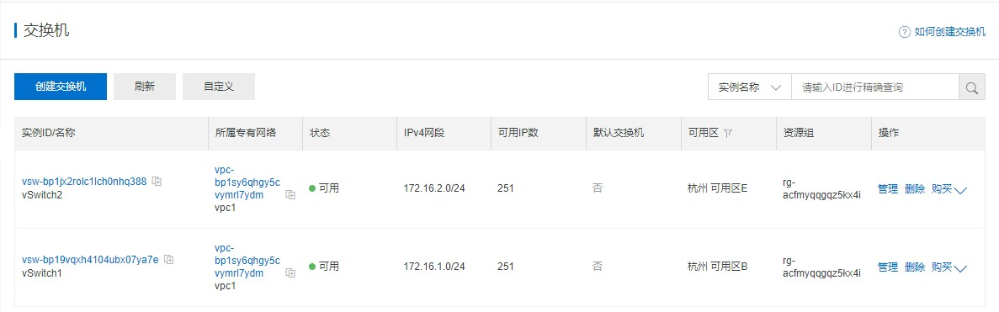 交换机
如何创建交换机
创建交换机 刷新 自定义 实例名称 请输入ID进行精确查询
实例ID/名称 所属专有网络 状态 IPv4网段 可用IP数 默认交换机 可用区 资源组 操作
vsw-bp1jx2rolc1lch0nhq388
vSwitch2
vpc-
bp1sy6qhgy5c
vymrl7ydm
vpc1
可用 172.16.2.0/24 251 否 杭州 可用区E
rg-
acfmyqqgqz5kx4i
管理 删除 购买
vsw-bp19vqxh4104ubx07ya7e
vSwitch1
vpc-
bp1sy6qhgy5c
vymrl7ydm
vpc1
可用 172.16.1.0/24 251 否 杭州 可用区B
rg-
acfmyqqgqz5kx4i
管理 删除 购买